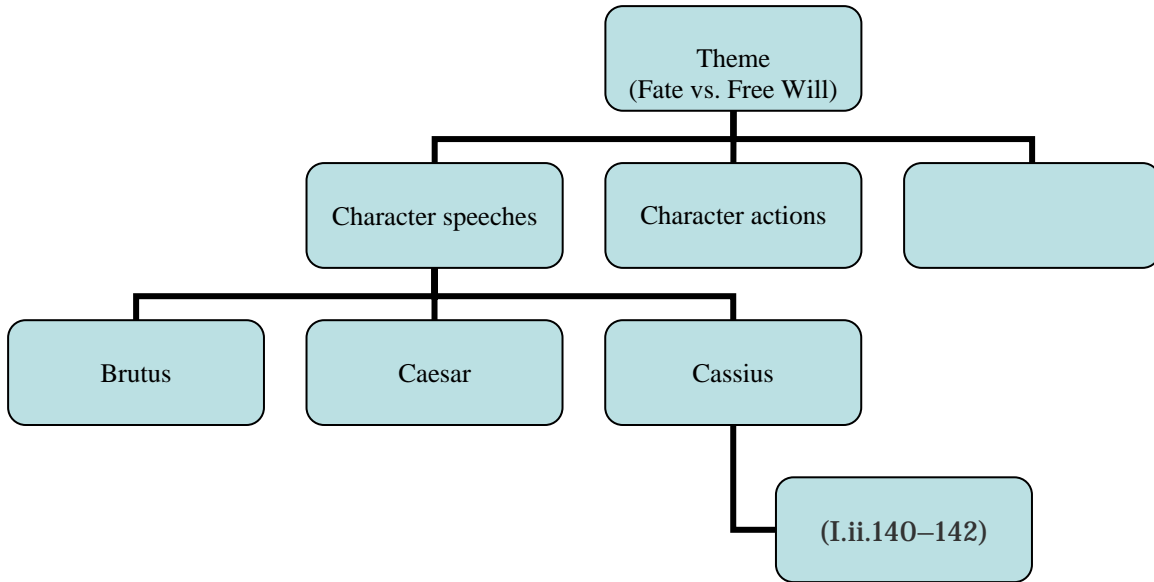 Theme
(Fate vs. Free Will)
Character speeches
Character actions
Brutus
Caesar
Cassius
(I.ii.140–142)